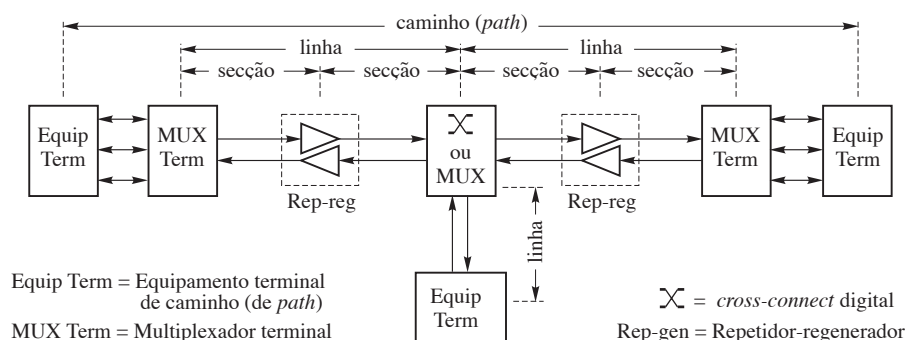 caminho (path)
linha
linha
secção
secção
secção
secção
Equip
Term
MUX
Term
Rep-reg
ou
MUX
Rep-reg
MUX
Term
Equip
Term
linha
Equip
Term
Equip Term = Equipamento terminal
de caminho (de path)
MUX Term = Multiplexador terminal
= cross-connect digital
Rep-gen = Repetidor-regenerador